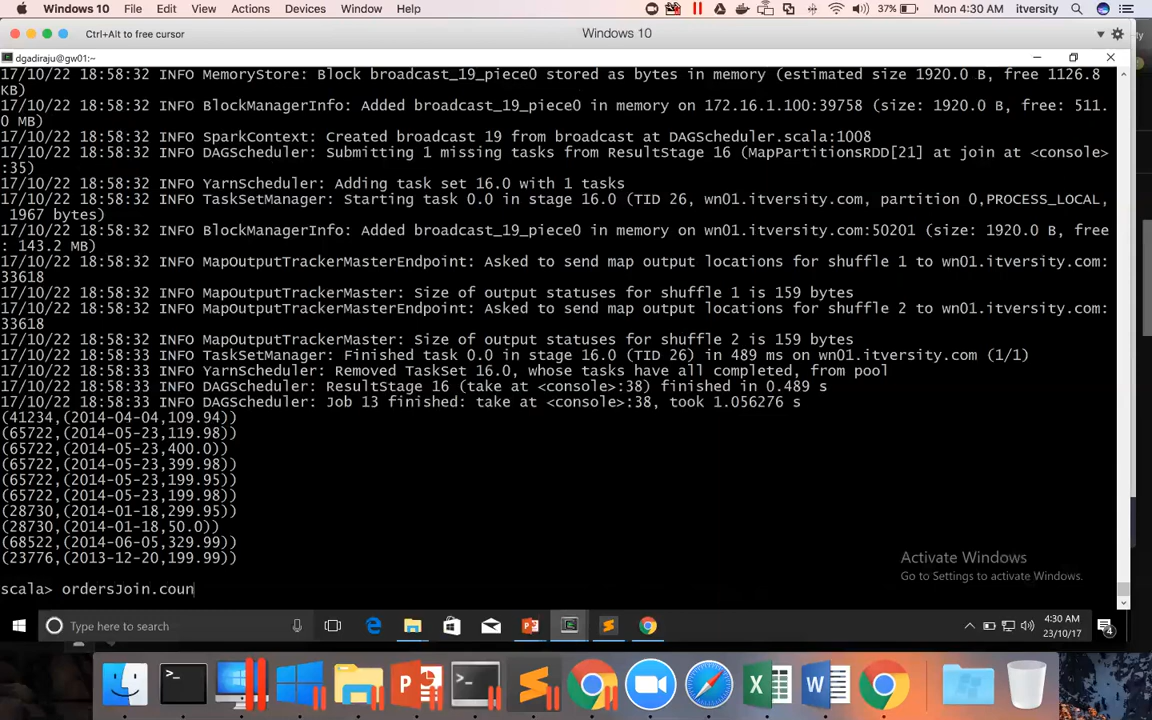 Windows 10 File Edit View Actions Devices Window Help 37% Mon 4:30 AM itversity
Ctrl+Alt to free cursor Windows 10
dgadiraju@gw01:~
17/10/22 18:58:32 INFO MemoryStore: Block broadcast_19_piece0 stored as bytes in memory (estimated size 1920.0 B, free 1126.8
KB)
17/10/22 18:58:32 INFO BlockManagerInfo: Added broadcast_19_piece0 in memory on 172.16.1.100:39758 (size: 1920.0 B, free: 511.
0 MB)
17/10/22 18:58:32 INFO SparkContext: Created broadcast 19 from broadcast at DAGScheduler.scala:1008
17/10/22 18:58:32 INFO DAGScheduler: Submitting 1 missing tasks from ResultStage 16 (MapPartitionsRDD[21] at join at <console>
:35)
17/10/22 18:58:32 INFO YarnScheduler: Adding task set 16.0 with 1 tasks
17/10/22 18:58:32 INFO TaskSetManager: Starting task 0.0 in stage 16.0 (TID 26, wn01.itversity.com, partition 0,PROCESS_LOCAL,
1967 bytes)
17/10/22 18:58:32 INFO BlockManagerInfo: Added broadcast_19_piece0 in memory on wn01.itversity.com:50201 (size: 1920.0 B, free
: 143.2 MB)
17/10/22 18:58:32 INFO MapOutputTrackerMasterEndpoint: Asked to send map output locations for shuffle 1 to wn01.itversity.com:
33618
17/10/22 18:58:32 INFO MapOutputTrackerMaster: Size of output statuses for shuffle 1 is 159 bytes
17/10/22 18:58:32 INFO MapOutputTrackerMasterEndpoint: Asked to send map output locations for shuffle 2 to wn01.itversity.com:
33618
17/10/22 18:58:32 INFO MapOutputTrackerMaster: Size of output statuses for shuffle 2 is 159 bytes
17/10/22 18:58:33 INFO TaskSetManager: Finished task 0.0 in stage 16.0 (TID 26) in 489 ms on wn01.itversity.com (1/1)
17/10/22 18:58:33 INFO YarnScheduler: Removed TaskSet 16.0, whose tasks have all completed, from pool
17/10/22 18:58:33 INFO DAGScheduler: ResultStage 16 (take at <console>:38) finished in 0.489 s
17/10/22 18:58:33 INFO DAGScheduler: Job 13 finished: take at <console>:38, took 1.056276 s
(41234,(2014-04-04,109.94))
(65722,(2014-05-23,119.98))
(65722,(2014-05-23,400.0))
(65722,(2014-05-23,399.98))
(65722,(2014-05-23,199.95))
(65722,(2014-05-23,199.98))
(28730,(2014-01-18,299.95))
(28730,(2014-01-18,50.0))
(68522,(2014-06-05,329.99))
(23776,(2013-12-20,199.99))
Activate Windows
Go to Settings to activate Windows.
scala> ordersJoin.coun
Type here to search
4:30 AM
23/10/17
4